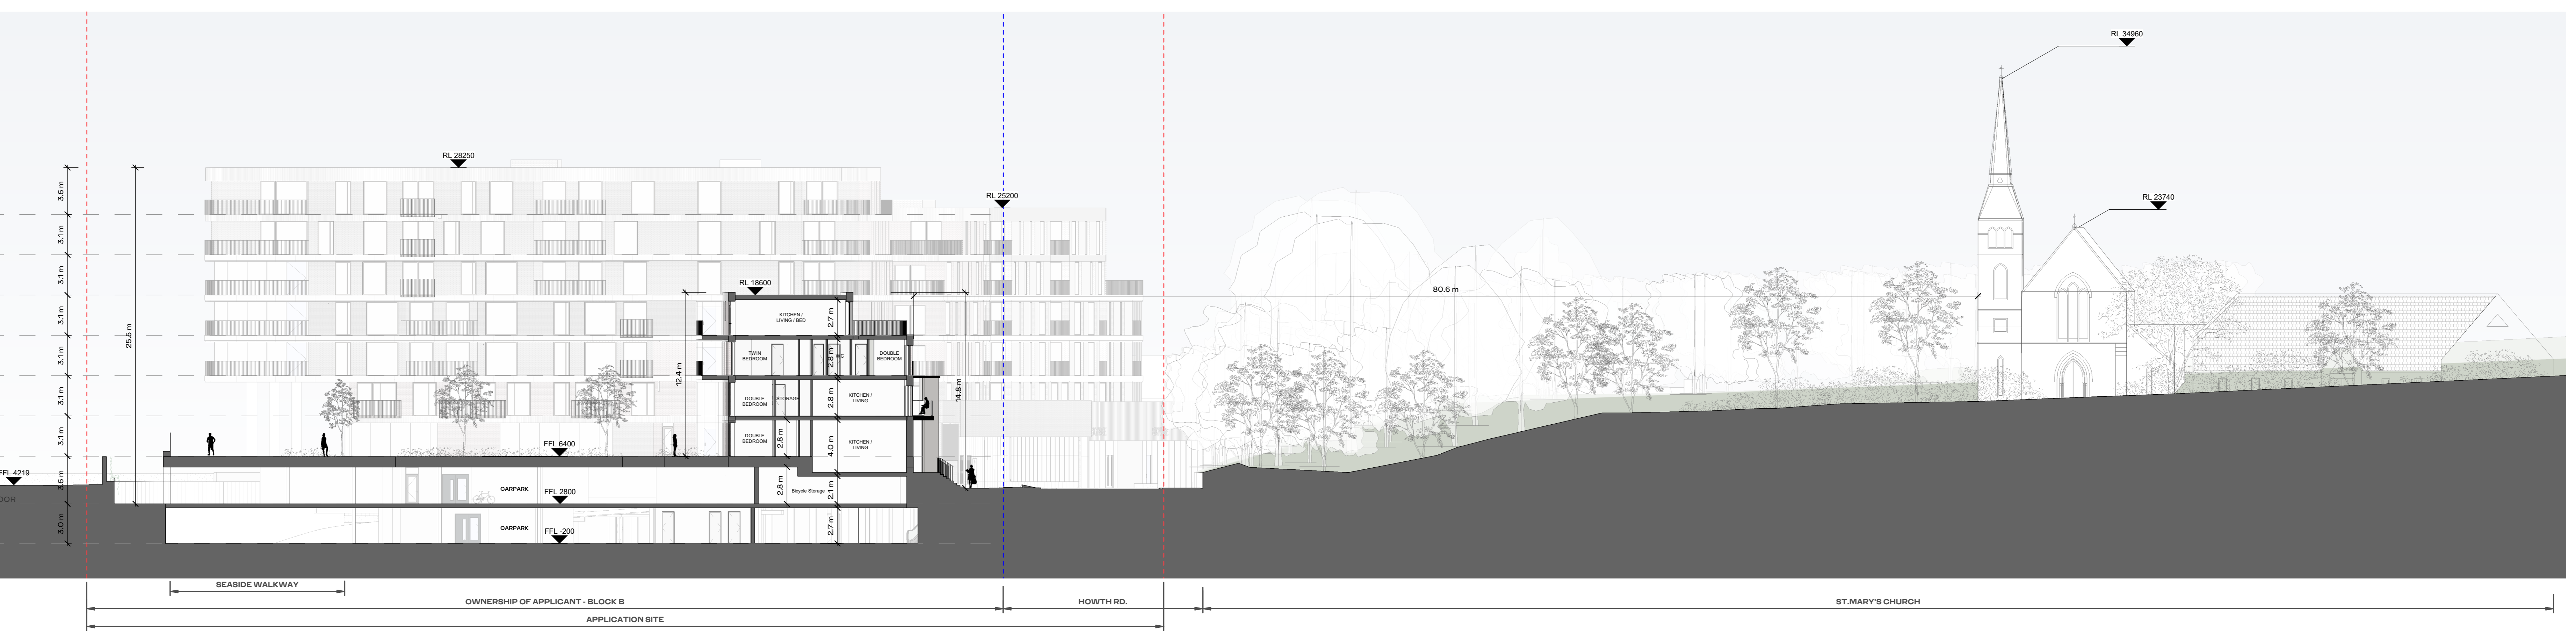 RL 34960
RL 28250
RL 25200
RL 23740
RL 18600
3.6 m
3.1 m
3.1 m
3.1 m
3.1 m
3.1 m
3.1 m
3.6 m
3.0 m
25.5 m
12.4 m
14.8 m
80.6 m
KITCHEN /
LIVING / BED
2.7 m
TWIN
BEDROOM
2.8 m
DOUBLE
BEDROOM
DOUBLE
BEDROOM
STORAGE
2.8 m
KITCHEN /
LIVING
DOUBLE
BEDROOM
2.8 m
4.0 m
KITCHEN /
LIVING
FFL 6400
FFL 4219
OOR
CARPARK
FFL 2800
2.8 m
Bicycle Storage
2.1 m
CARPARK
FFL -200
2.7 m
SEASIDE WALKWAY
OWNERSHIP OF APPLICANT - BLOCK B
HOWTH RD.
ST.MARY'S CHURCH
APPLICATION SITE